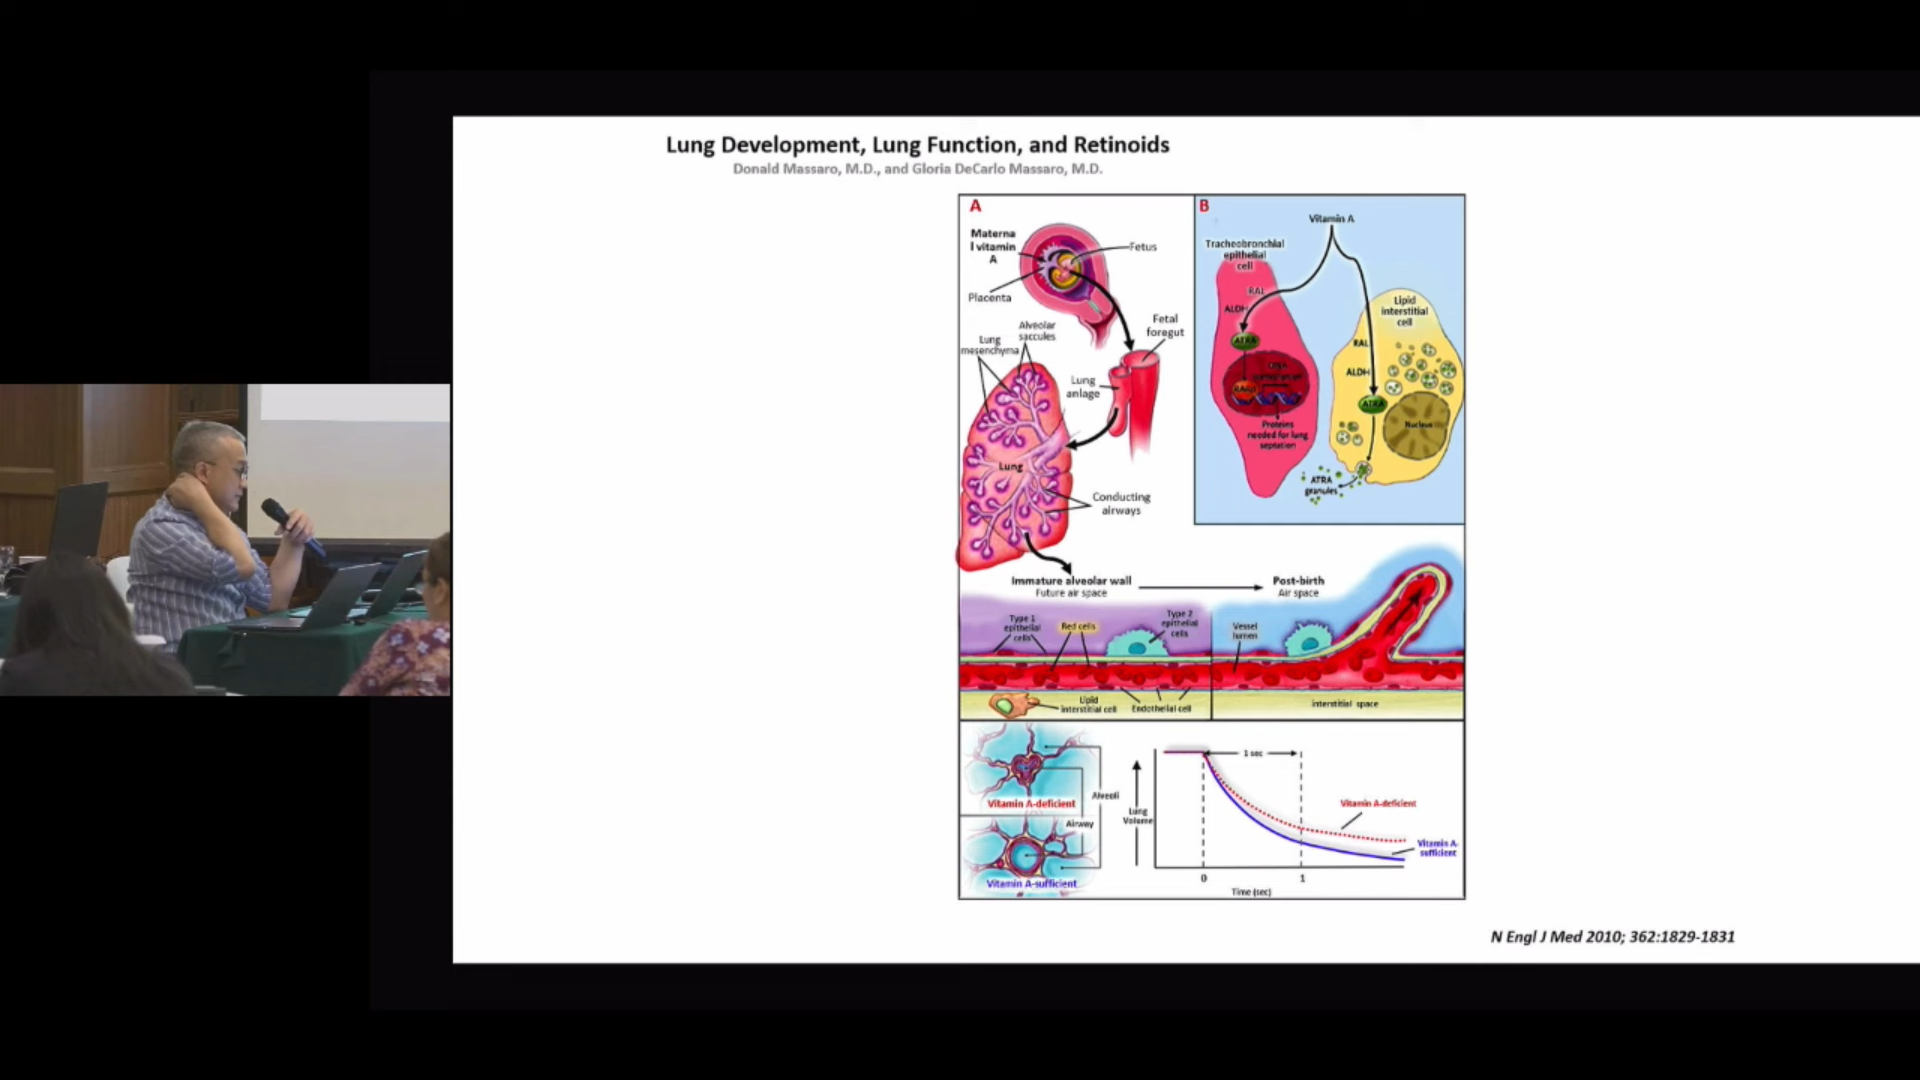 Lung Development, Lung Function, and Retinoids
Donald Massaro, M.D., and Gloria DeCarlo Massaro, M.D.
A
Materna
l vitamin
A
Fetus
Placenta
Fetal
foregut
Alveolar
saccules
Lung
mesenchyma
Lung
anlage
Lung
Conducting
airways
B
Vitamin A
Tracheobronchial
epithelial
cell
RAL
ALDH
ATRA
Proteins
needed for lung
septation
Lipid
interstitial
cell
RAL
ALDH
ATRA
Nucleus
ATRA
granules
Immature alveolar wall
Future air space
Post-birth
Air space
Type 1
epithelial
cells
Red cells
Type 2
epithelial
cells
Vessel
lumen
Lipid
interstitial cell
Endothelial cell
interstitial space
Vitamin A-deficient
Alveoli
Airway
Vitamin A-sufficient
Lung
Volume
1 sec
Vitamin A-deficient
Vitamin A-
sufficient
0
1
Time (sec)
N Engl J Med 2010; 362:1829-1831